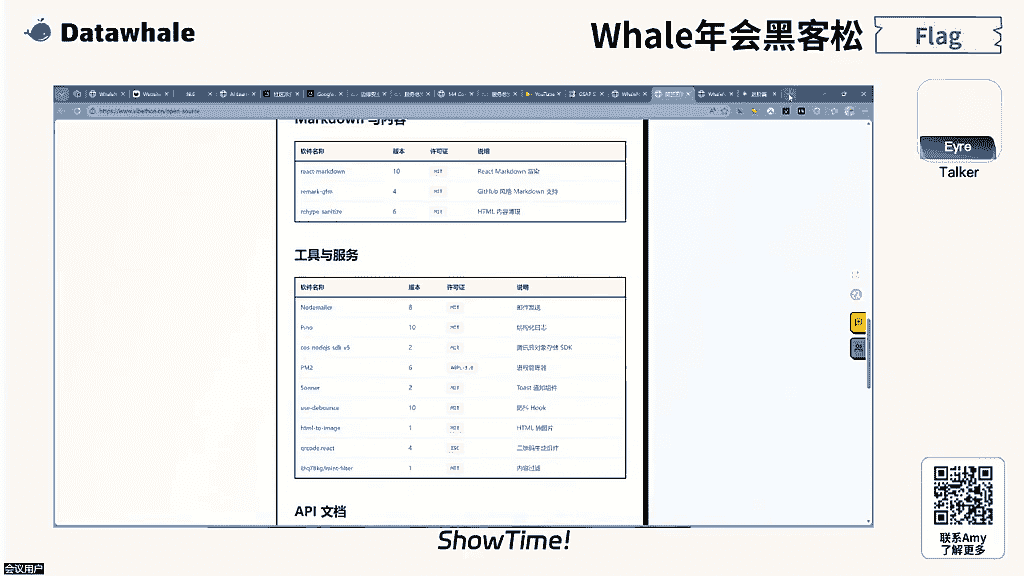 Datawhale
Whale年会黑客松
Flag
Markdown 与内容
软件名称 版本 许可证 说明
react-markdown 10 MIT React Markdown 渲染
remark-gfm 4 MIT GitHub 风格 Markdown 支持
rehype-sanitize 6 MIT HTML 内容清理
工具与服务
软件名称 版本 许可证 说明
Nodemailer 8 MIT 邮件发送
Pino 10 MIT 结构化日志
cos-nodejs-sdk-v5 2 MIT 腾讯云对象存储 SDK
PM2 6 AGPL-3.0 进程管理器
Sonner 2 MIT Toast 通知组件
use-debounce 10 MIT 防抖 Hook
html-to-image 1 MIT HTML 转图片
qrcode.react 4 ISC 二维码生成组件
1 MIT 内容过滤
API 文档
Eyre
Talker
ShowTime!
联系Amy
了解更多
会议用户